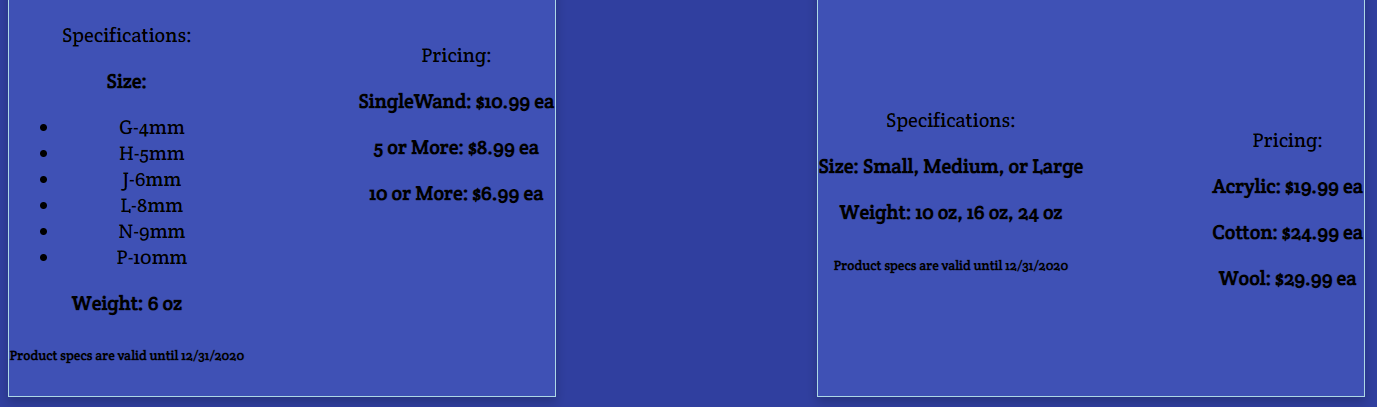 Specifications:
Size:
G-4mm
H-5mm
J-6mm
L-8mm
N-9mm
P-10mm
Weight: 6 oz
Product specs are valid until 12/31/2020
Pricing:
SingleWand: $10.99 ea
5 or More: $8.99 ea
10 or More: $6.99 ea
Specifications:
Size: Small, Medium, or Large
Weight: 10 oz, 16 oz, 24 oz
Product specs are valid until 12/31/2020
Pricing:
Acrylic: $19.99 ea
Cotton: $24.99 ea
Wool: $29.99 ea